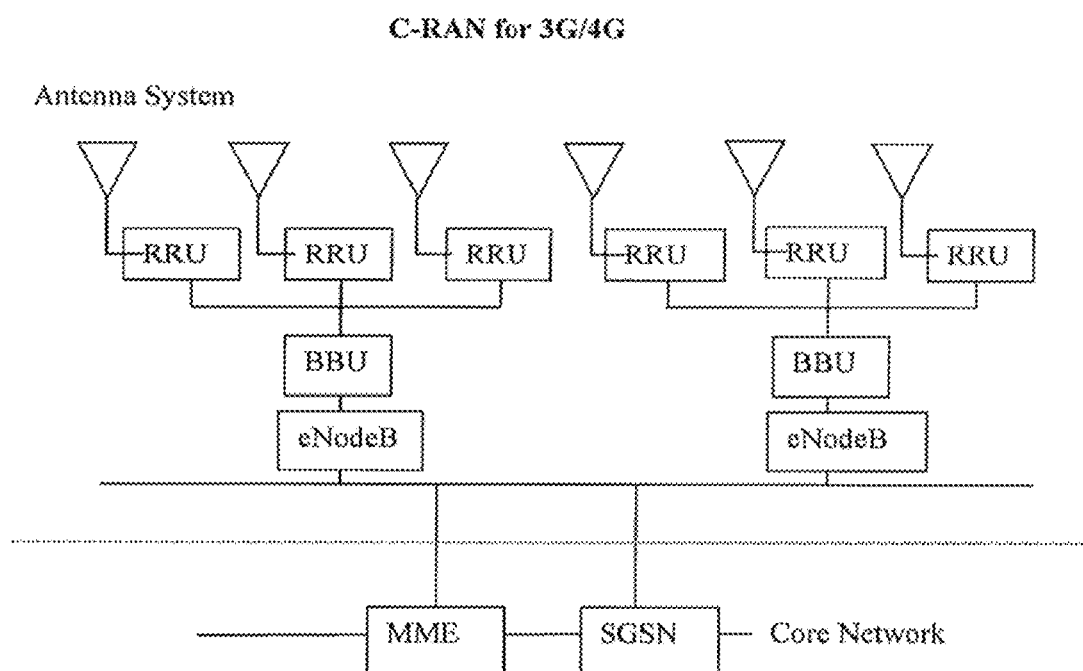 C-RAN for 3G/4G
Antenna System
RRU RRU RRU RRU RRU RRU
BBU BBU
eNodeB eNodeB
MME SGSN Core Network